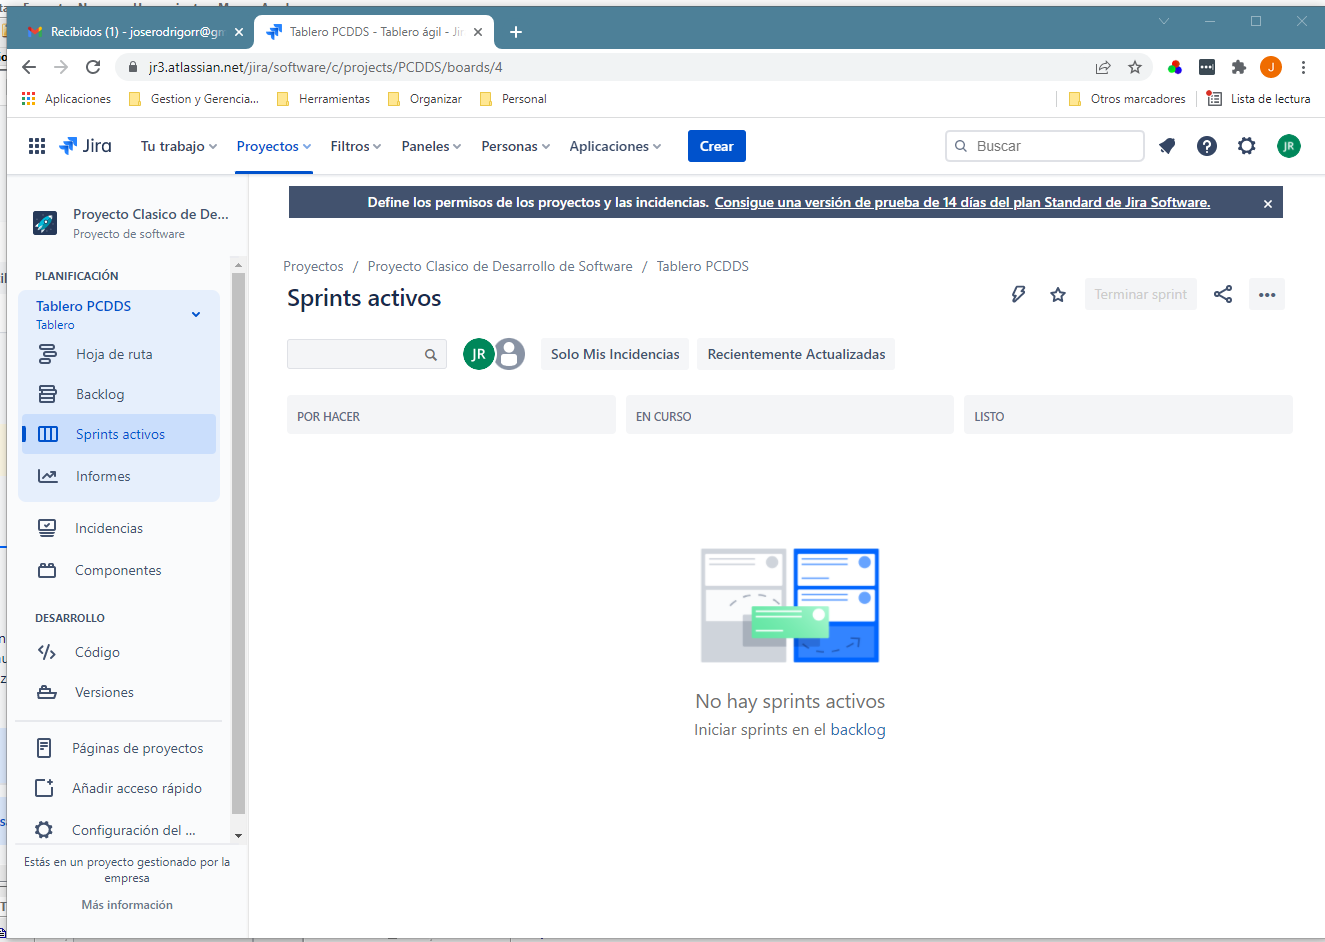 Recibidos (1) - joserodrigorr@gm
Tablero PCDDS - Tablero ágil - Jir
jr3.atlassian.net/jira/software/c/projects/PCDDS/boards/4
J
Aplicaciones
Gestion y Gerencia...
Herramientas
Organizar
Personal
Otros marcadores
Lista de lectura
Jira
Tu trabajo
Proyectos
Filtros
Paneles
Personas
Aplicaciones
Crear
Buscar
JR
Proyecto Clasico de De...
Proyecto de software
PLANIFICACIÓN
Tablero PCDDS
Tablero
Hoja de ruta
Backlog
Sprints activos
Informes
Incidencias
Componentes
DESARROLLO
Código
Versiones
Páginas de proyectos
Añadir acceso rápido
Configuración del ...
Estás en un proyecto gestionado por la
empresa
Más información
Define los permisos de los proyectos y las incidencias. Consigue una versión de prueba de 14 días del plan Standard de Jira Software.
Proyectos / Proyecto Clasico de Desarrollo de Software / Tablero PCDDS
Sprints activos
Terminar sprint
JR
Solo Mis Incidencias
Recientemente Actualizadas
POR HACER
EN CURSO
LISTO
No hay sprints activos
Iniciar sprints en el backlog